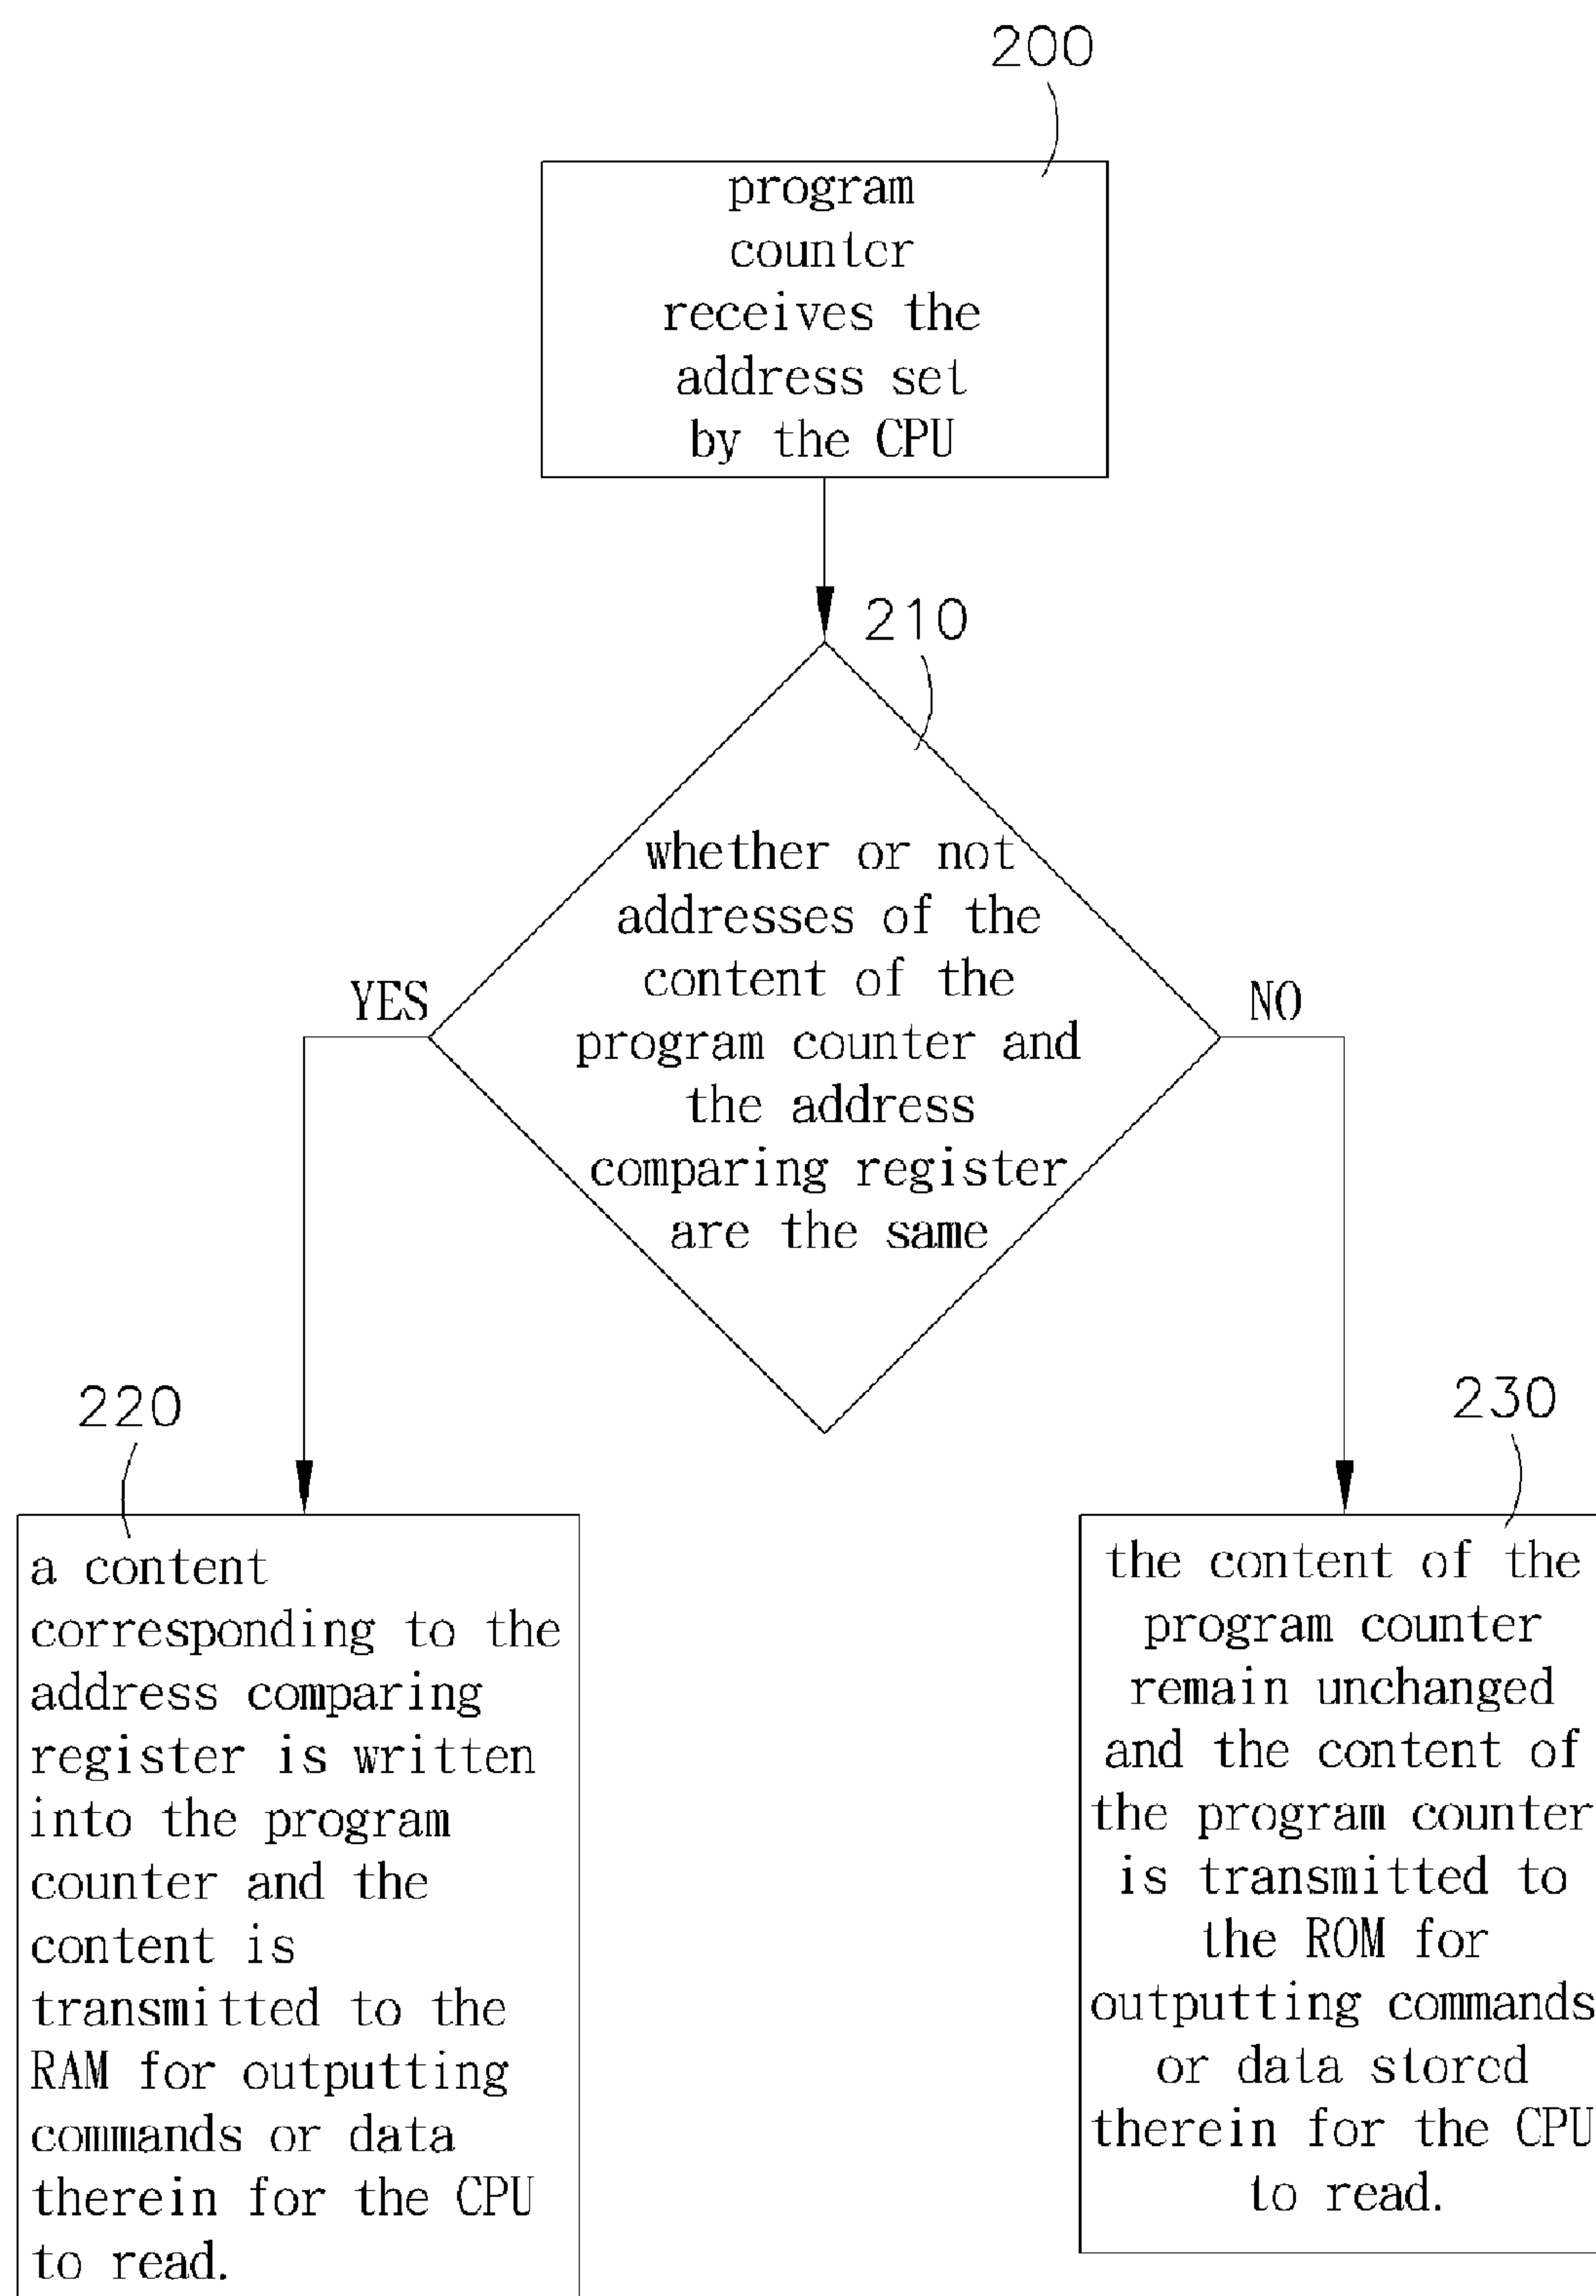 200
program
counter
receives the
address set
by the CPU
210
whether or not
addresses of the
content of the
program counter and
the address
comparing register
are the same
YES
NO
220
a content
corresponding to the
address comparing
register is written
into the program
counter and the
content is
transmitted to the
RAM for outputting
commands or data
therein for the CPU
to read.
230
the content of the
program counter
remain unchanged
and the content of
the program counter
is transmitted to
the ROM for
outputting commands
or data stored
therein for the CPU
to read.